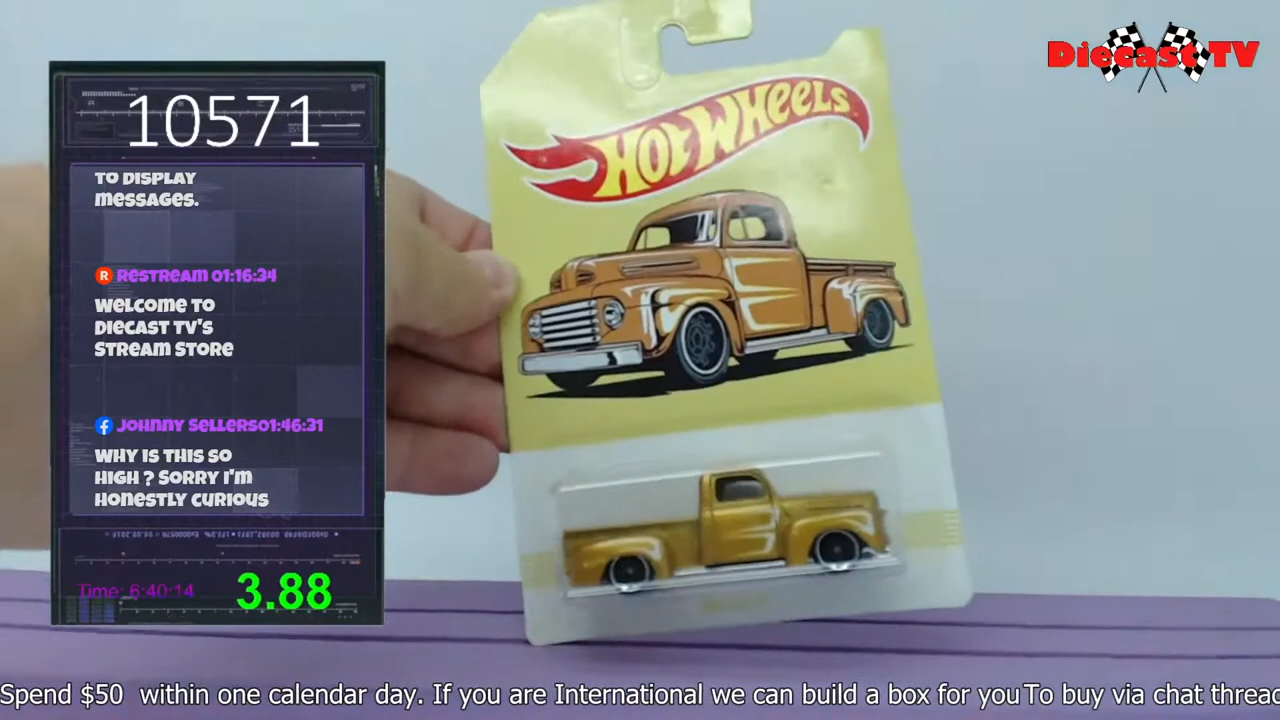 Diecast TV
10571
TO DISPLAY
MESSAGES.
R RESTREAM 01:16:34
WELCOME TO
DIECAST TV'S
STREAM STORE
f JOHNNY SELLERS01:46:31
WHY IS THIS SO
HIGH ? SORRY I'M
HONESTLY CURIOUS
Time: 6:40:14
3.88
HOT WHEELS
Spend $50 within one calendar day. If you are International we can build a box for you To buy via chat thread